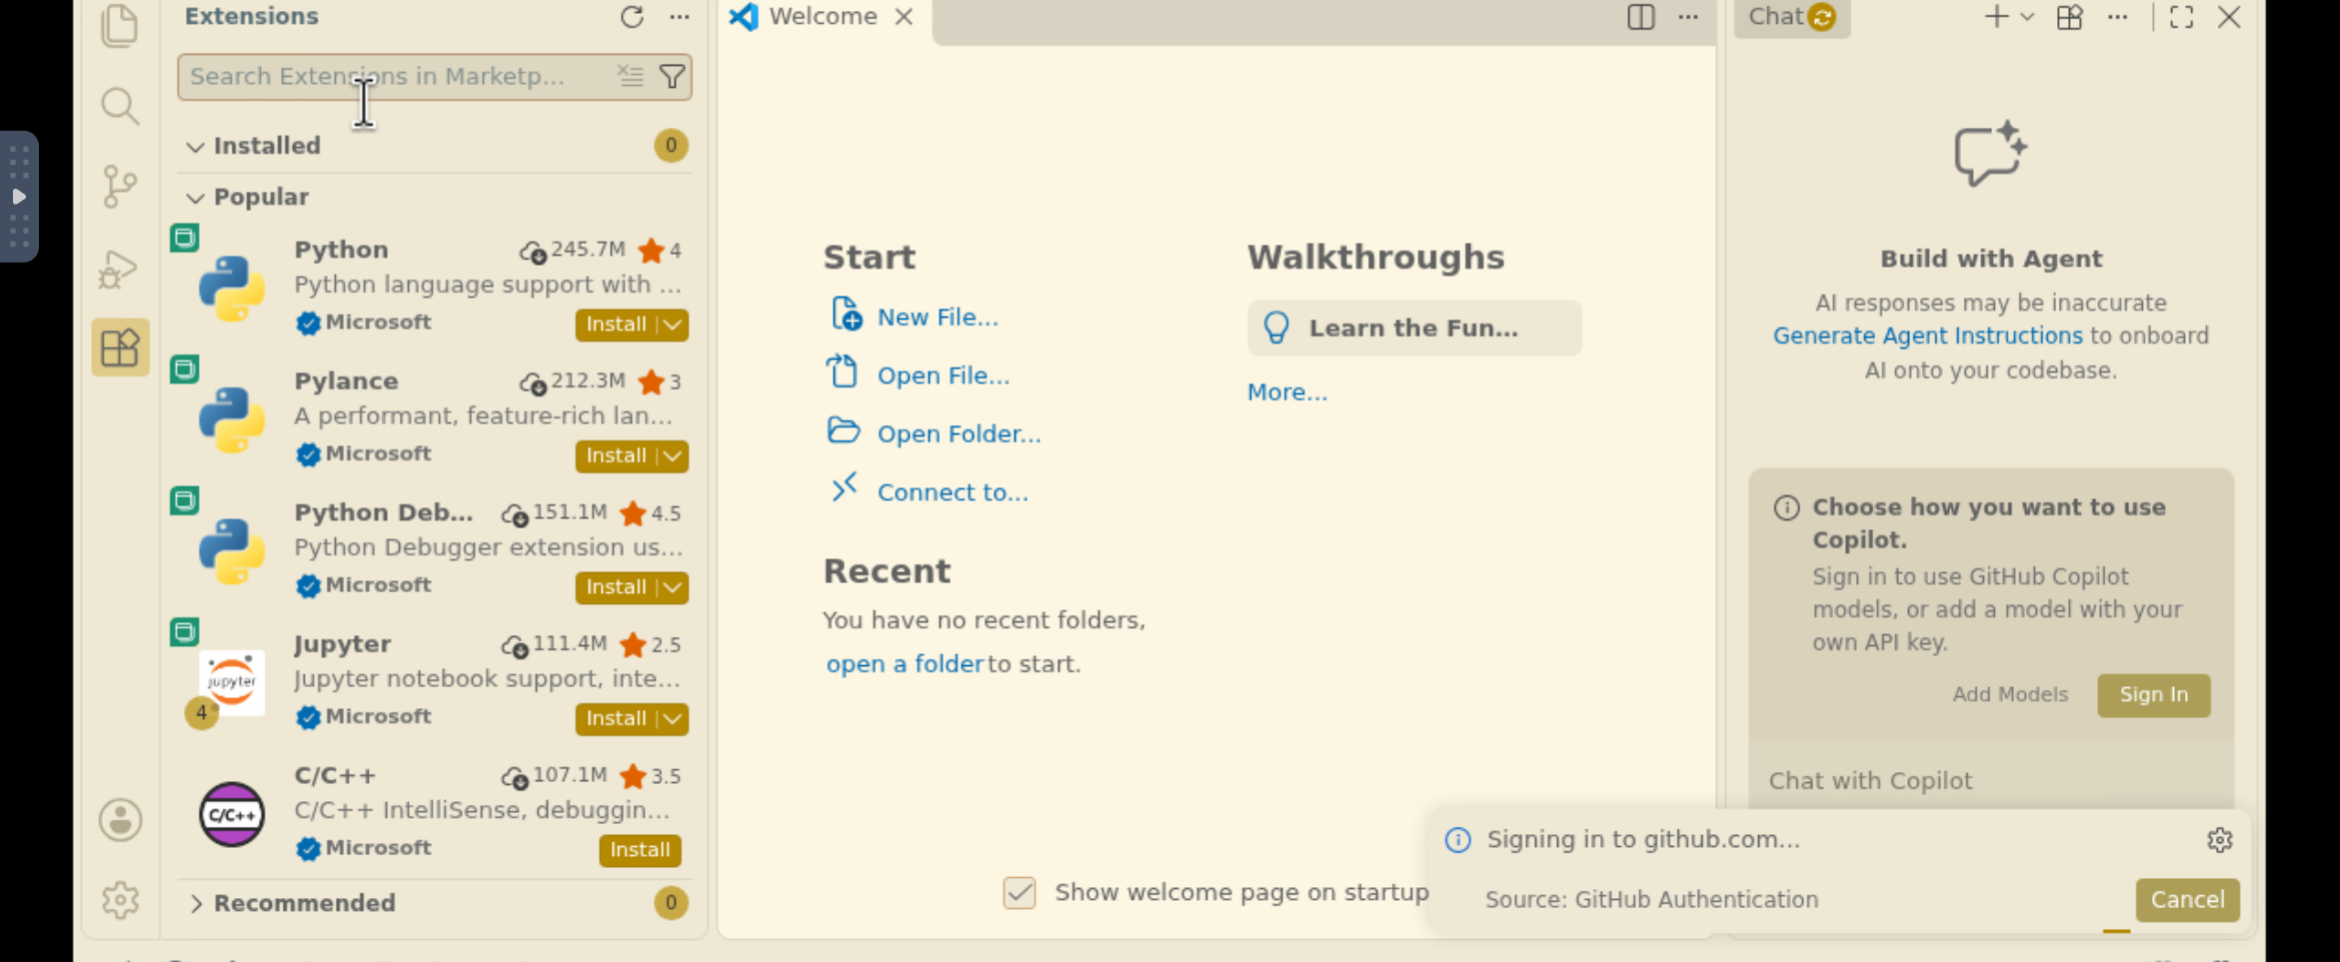 Extensions
Search Extensions in Marketp...
Installed 0
Popular
Python 245.7M 4
Python language support with ...
Microsoft Install
Pylance 212.3M 3
A performant, feature-rich lan...
Microsoft Install
Python Deb... 151.1M 4.5
Python Debugger extension us...
Microsoft Install
Jupyter 111.4M 2.5
jupyter
Jupyter notebook support, inte...
4
Microsoft Install
C/C++ 107.1M 3.5
C/C++
C/C++ IntelliSense, debuggin...
Microsoft Install
Recommended 0
Welcome
Start
New File...
Open File...
Open Folder...
Connect to...
Recent
You have no recent folders,
open a folder to start.
Walkthroughs
Learn the Fun...
More...
Show welcome page on startup
Chat
Build with Agent
AI responses may be inaccurate
Generate Agent Instructions to onboard
AI onto your codebase.
Choose how you want to use
Copilot.
Sign in to use GitHub Copilot
models, or add a model with your
own API key.
Add Models Sign In
Chat with Copilot
Signing in to github.com...
Source: GitHub Authentication Cancel